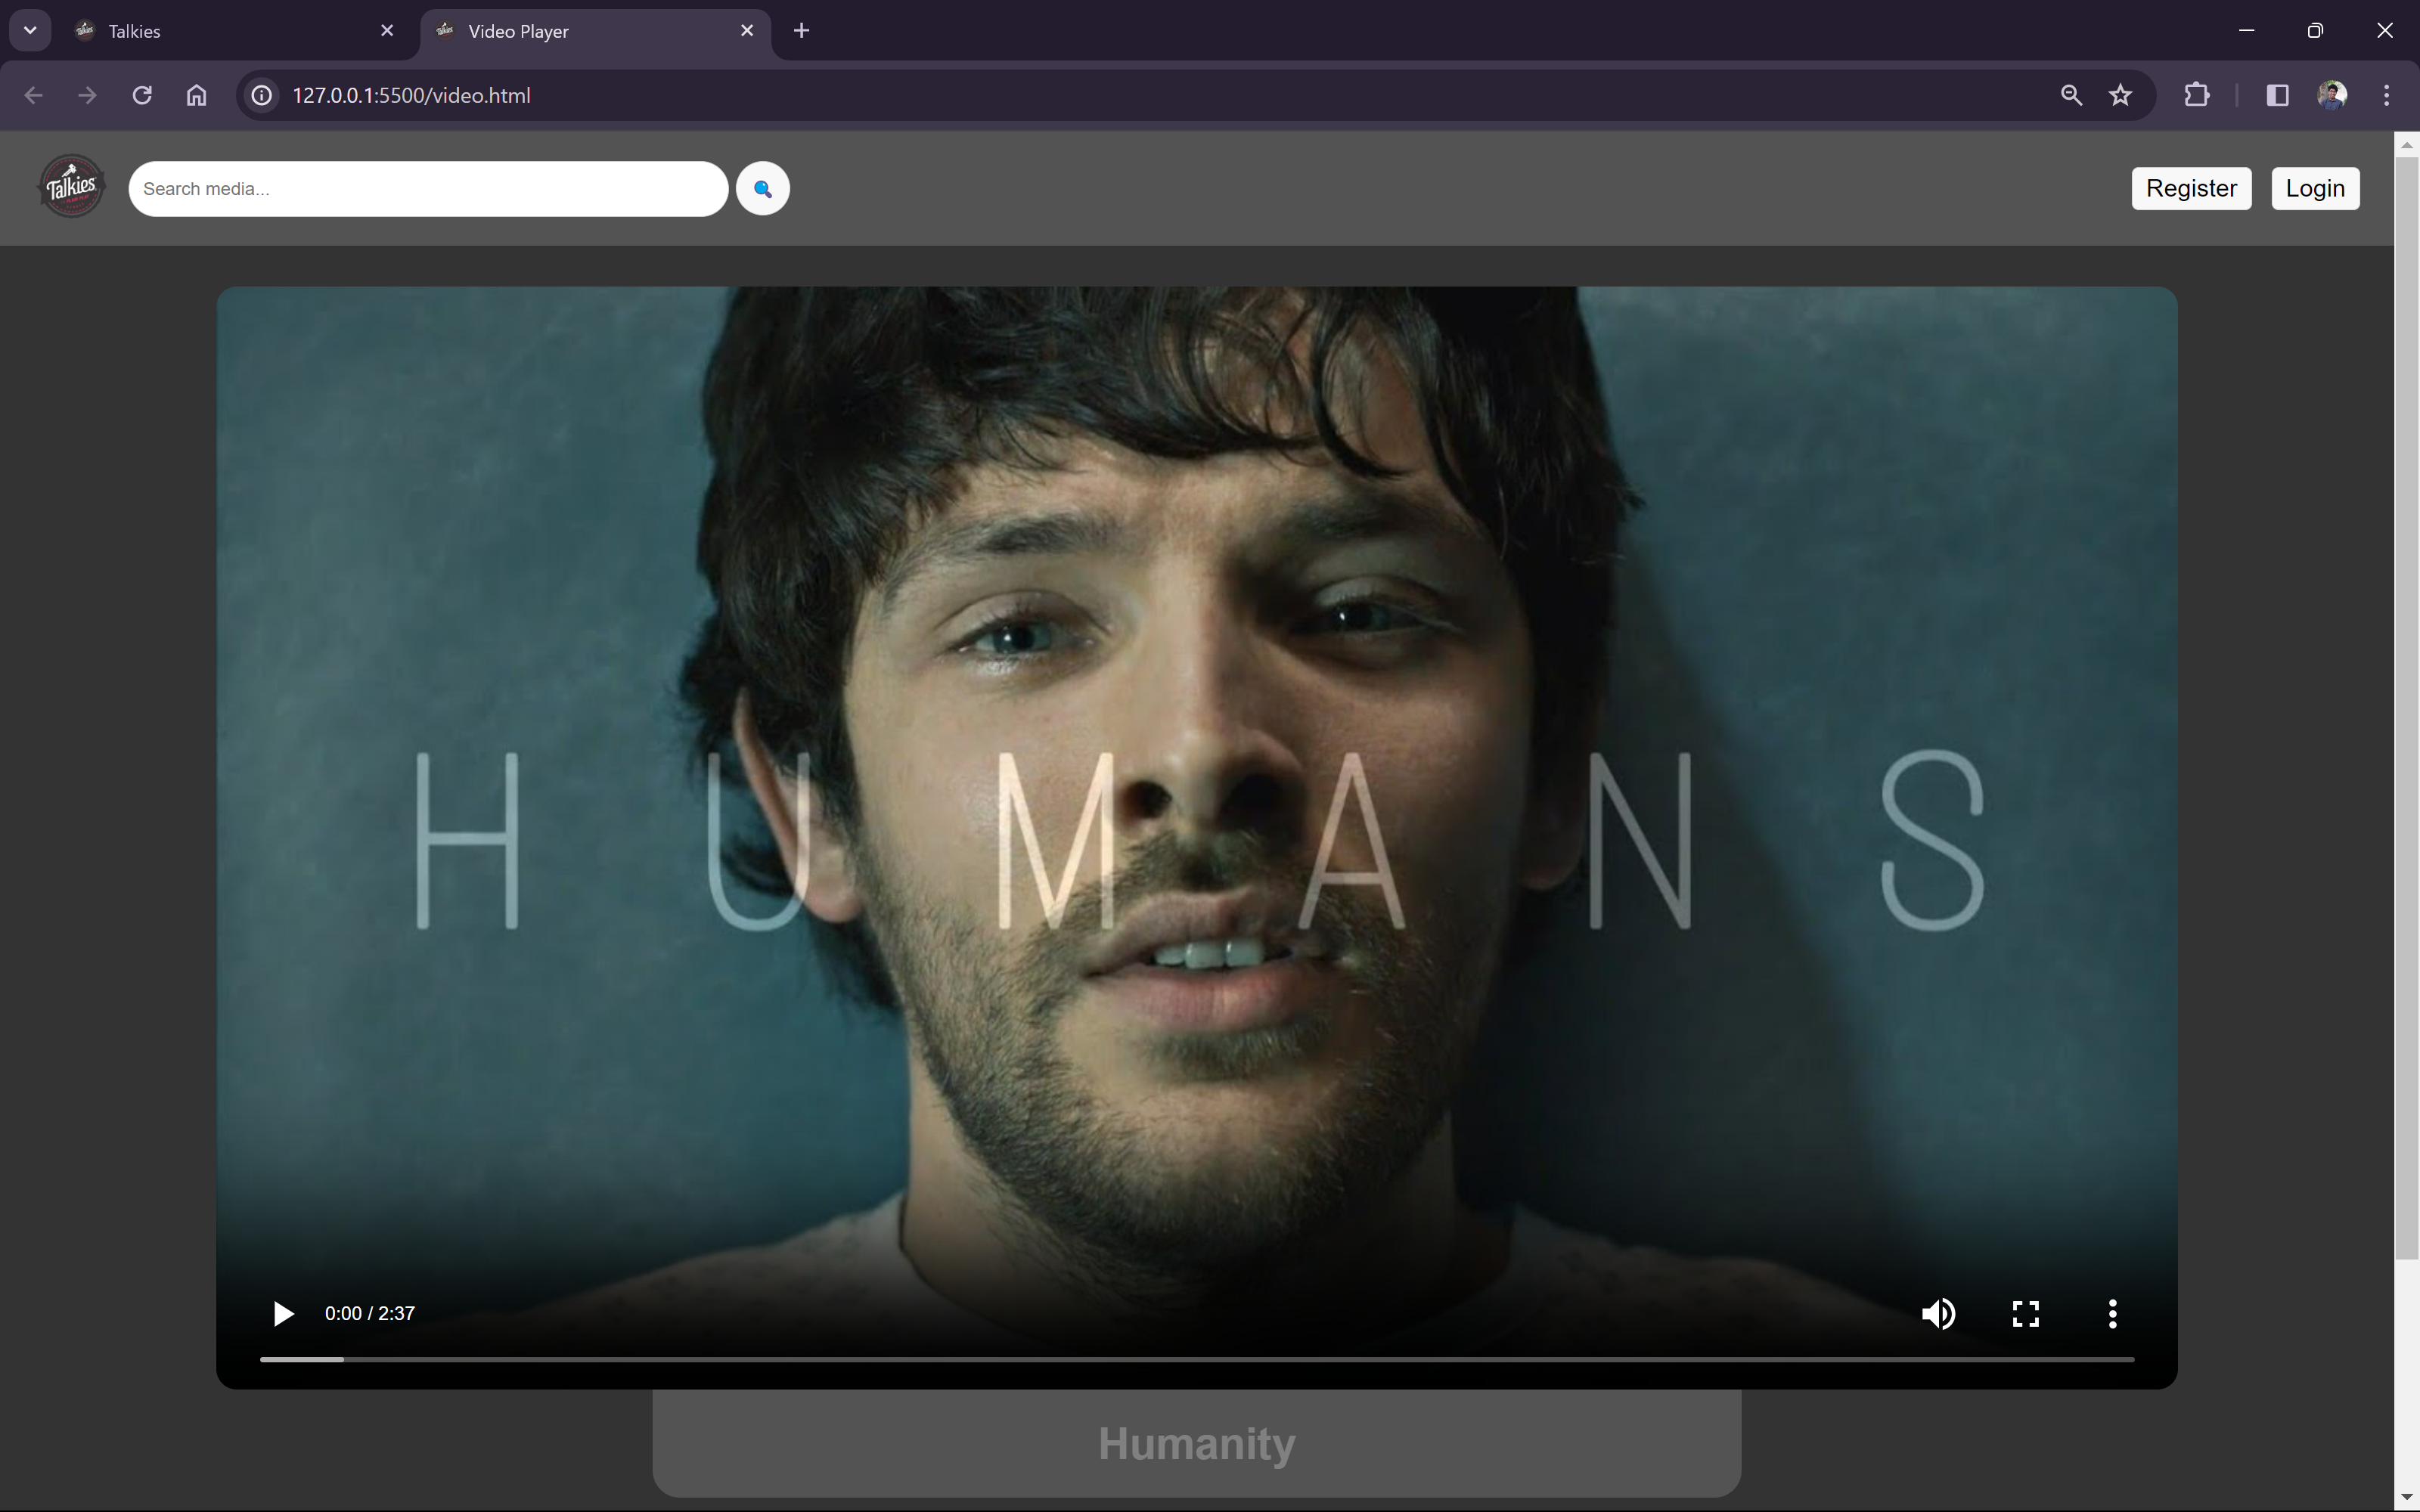 Talkies
Video Player
127.0.0.1:5500/video.html
Talkies
Search media...
Register
Login
H U M A N S
0:00 / 2:37
Humanity